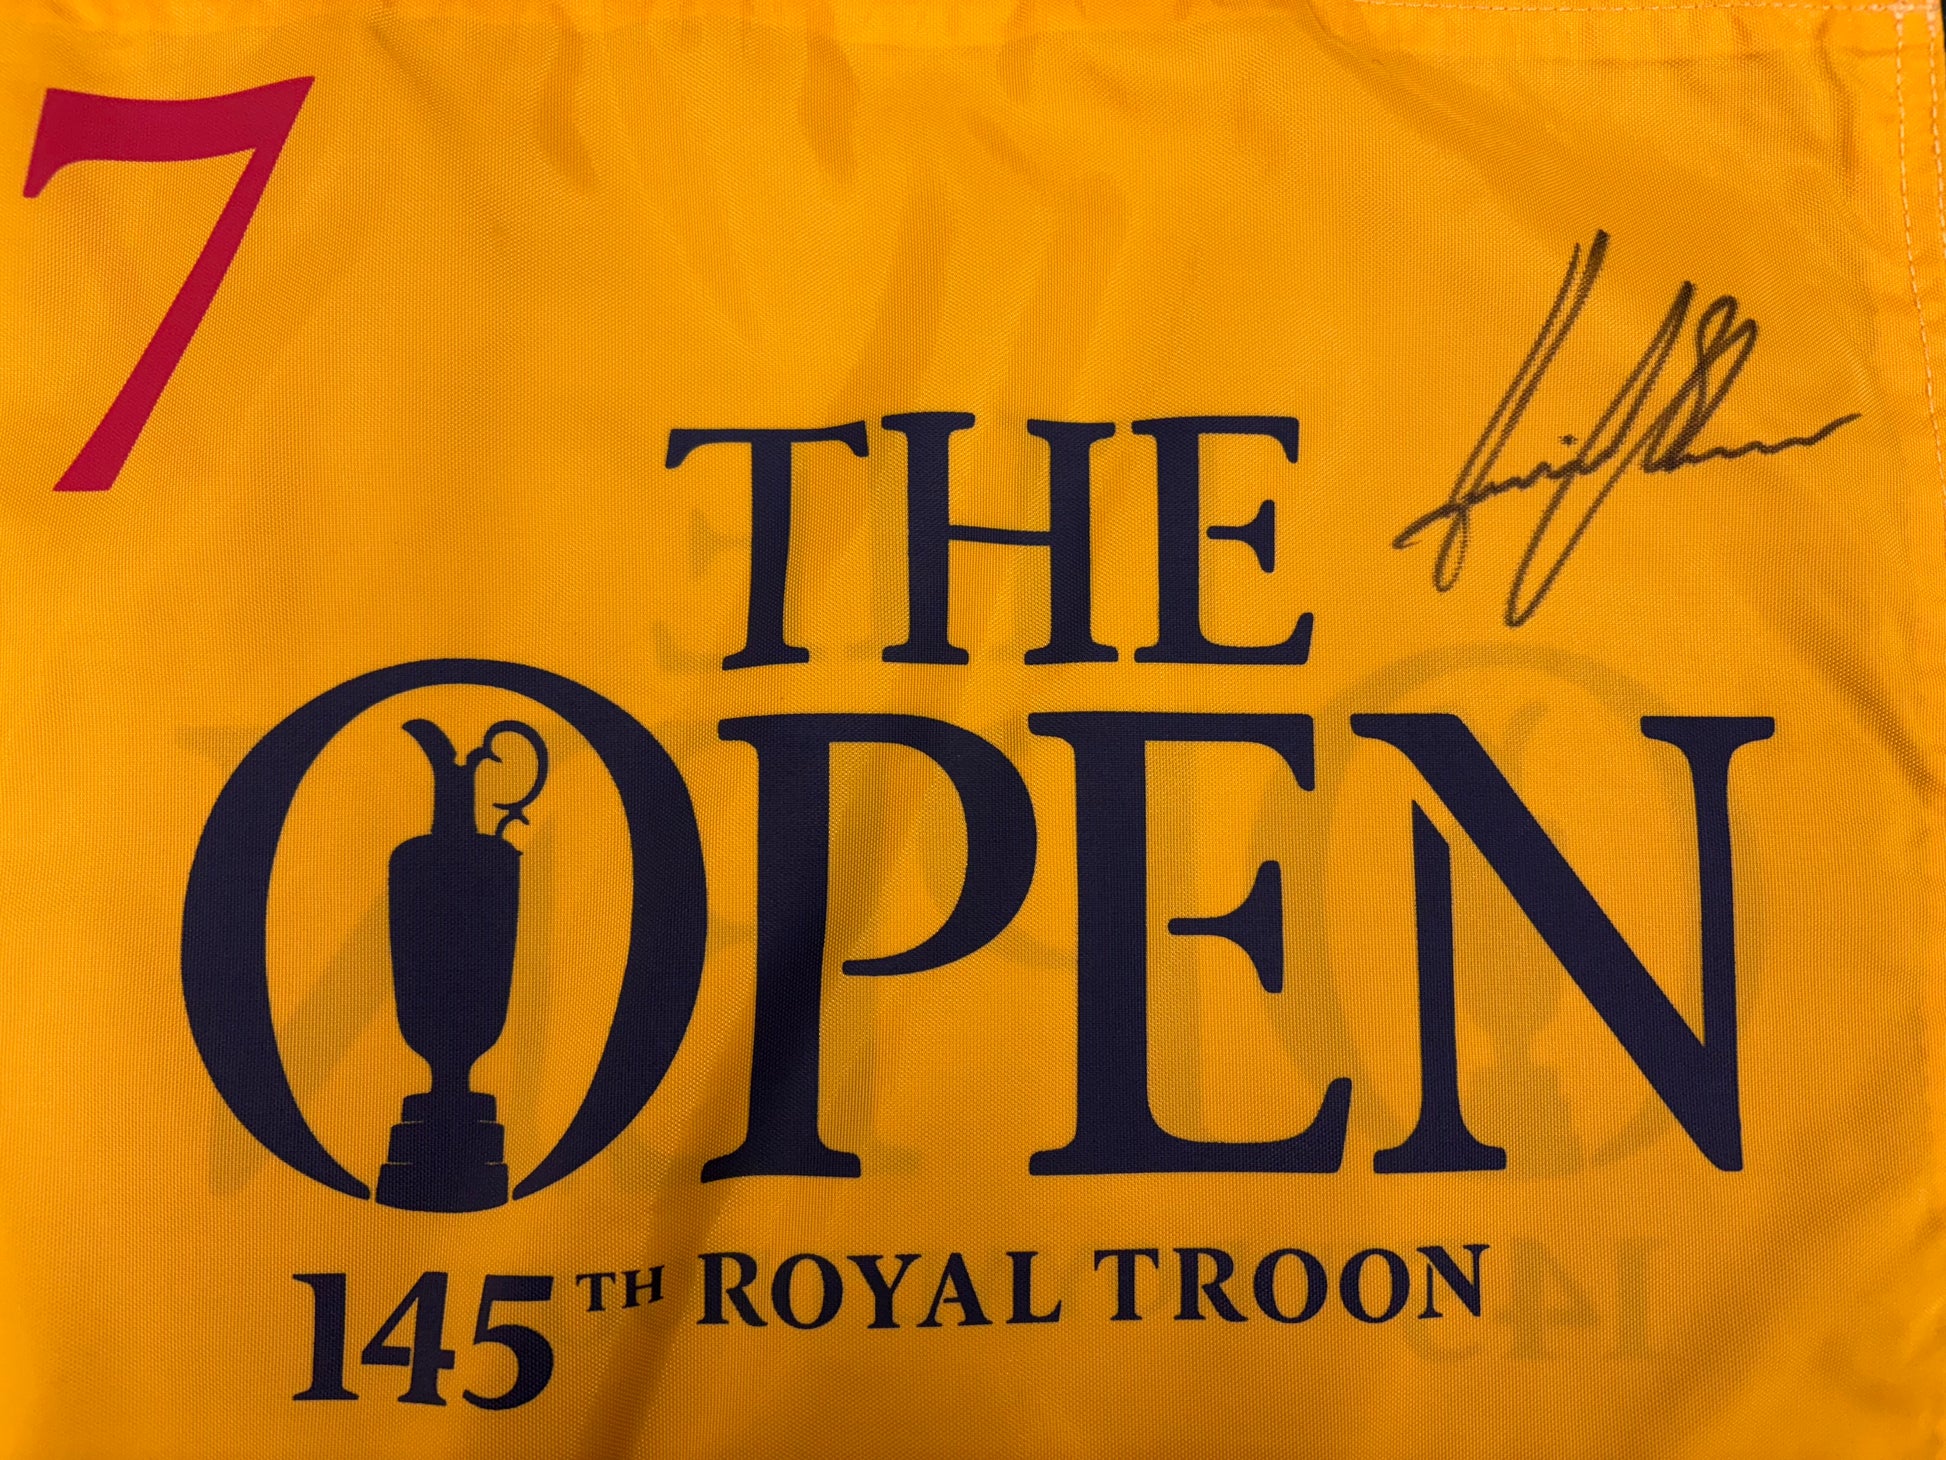 7
THE
OPEN
145TH ROYAL TROON